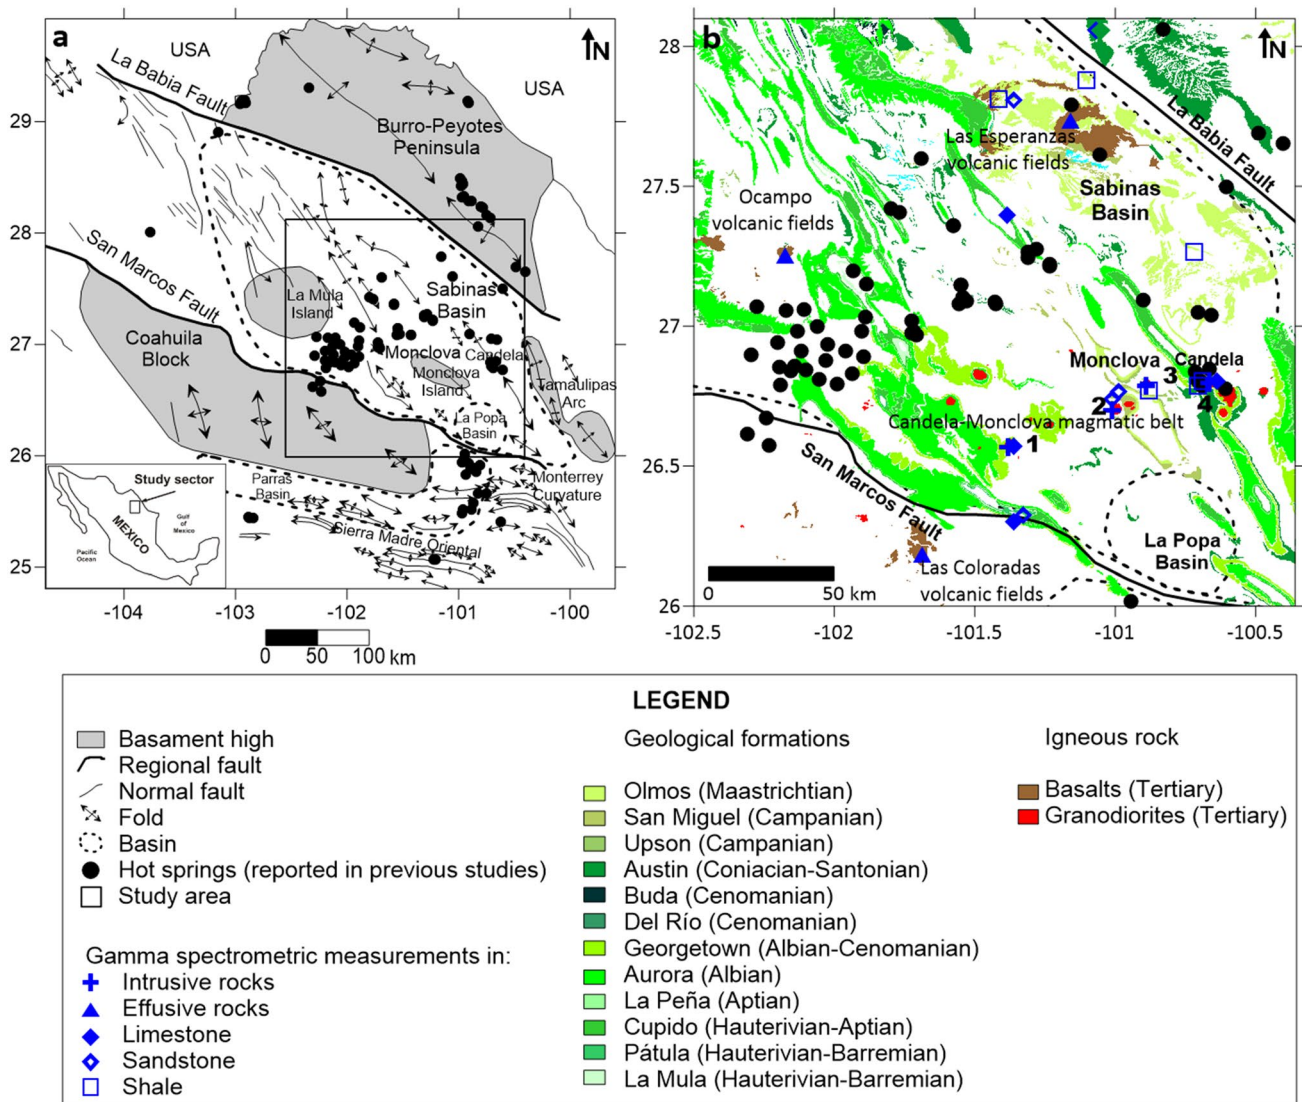 a
USA
N
La Babia Fault
USA
Burro-Peyotes
Peninsula
San Marcos Fault
La Mula
Island
Sabinas
Basin
Coahuila
Block
Monclova
Candela
Monclova
Island
Tamaulipas
Arc
La Popa
Basin
Parras
Basin
Monterrey
Curvature
Sierra Madre Oriental
Study sector
MEXICO
Gulf
of
Mexico
Pacific
Ocean
29
28
27
26
25
-104
-103
-102
-101
-100
0 50 100 km
b
N
La Babia Fault
Las Esperanzas
volcanic fields
Sabinas
Basin
Ocampo
volcanic fields
Monclova
Candela
3
2
4
Candela-Monclova magmatic belt
1
San Marcos Fault
La Popa
Basin
Las Coloradas
volcanic fields
0 50 km
28
27.5
27
26.5
26
-102.5
-102
-101.5
-101
-100.5
LEGEND
Basament high
Regional fault
Normal fault
Fold
Basin
Hot springs (reported in previous studies)
Study area
Gamma spectrometric measurements in:
Intrusive rocks
Effusive rocks
Limestone
Sandstone
Shale
Geological formations
Olmos (Maastrichtian)
San Miguel (Campanian)
Upson (Campanian)
Austin (Coniacian-Santonian)
Buda (Cenomanian)
Del Río (Cenomanian)
Georgetown (Albian-Cenomanian)
Aurora (Albian)
La Peña (Aptian)
Cupido (Hauterivian-Aptian)
Pátula (Hauterivian-Barremian)
La Mula (Hauterivian-Barremian)
Igneous rock
Basalts (Tertiary)
Granodiorites (Tertiary)